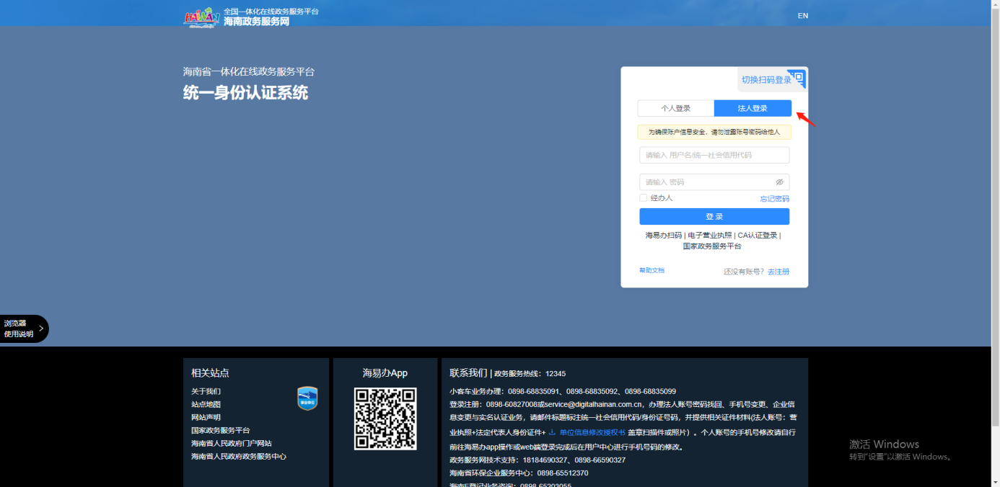 HAINAN
全国一体化在线政务服务平台
海南政务服务网
EN
海南省一体化在线政务服务平台
统一身份认证系统
切换扫码登录
个人登录
法人登录
为确保账户信息安全，请勿泄露账号密码给他人
请输入 用户名/统一社会信用代码
请输入 密码
经办人
忘记密码
登 录
海易办扫码 | 电子营业执照 | CA认证登录 |
国家政务服务平台
帮助文档
还没有账号？去注册
浏览器
使用说明
相关站点
关于我们
站点地图
网站声明
国家政务服务平台
海南省人民政府门户网站
海南省人民政府政务服务中心
海易办App
联系我们 | 政务服务热线：12345
小客车业务办理：0898-68835091、0898-68835092、0898-68835099
登录注册：0898-60827008或service@digitalhainan.com.cn，办理法人账号密码找回、手机号变更、企业信
息变更与实名认证业务，请邮件标题标注统一社会信用代码/身份证号码，并提供相关证件材料(法人账号：营
业执照+法定代表人身份证件+ 单位信息修改授权书 盖章扫描件或照片）。个人账号的手机号修改请自行
前往海易办app操作或web端登录完成后在用户中心进行手机号码的修改。
政务服务网技术支持：18184690327、0898-66590327
海南省环保企业服务中心：0898-65512370
海南E登记业务咨询：0898-65203055
激活 Windows
转到"设置"以激活 Windows。